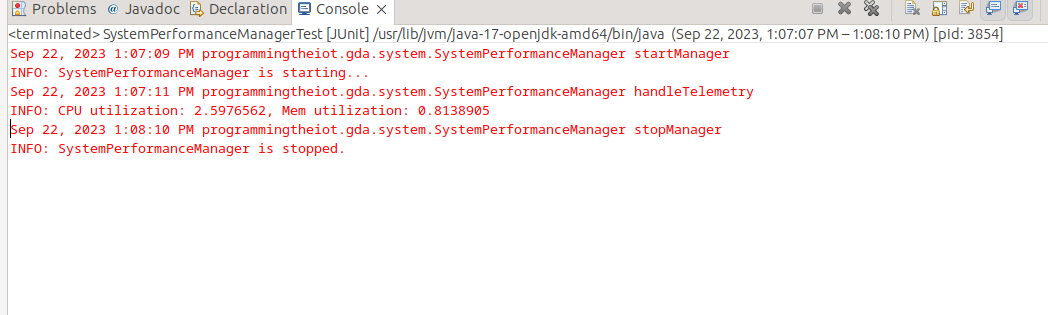 Problems @ Javadoc Declaration Console
<terminated> SystemPerformanceManagerTest [JUnit] /usr/lib/jvm/java-17-openjdk-amd64/bin/java (Sep 22, 2023, 1:07:07 PM – 1:08:10 PM) [pid: 3854]
Sep 22, 2023 1:07:09 PM programmingtheiot.gda.system.SystemPerformanceManager startManager
INFO: SystemPerformanceManager is starting...
Sep 22, 2023 1:07:11 PM programmingtheiot.gda.system.SystemPerformanceManager handleTelemetry
INFO: CPU utilization: 2.5976562, Mem utilization: 0.8138905
Sep 22, 2023 1:08:10 PM programmingtheiot.gda.system.SystemPerformanceManager stopManager
INFO: SystemPerformanceManager is stopped.